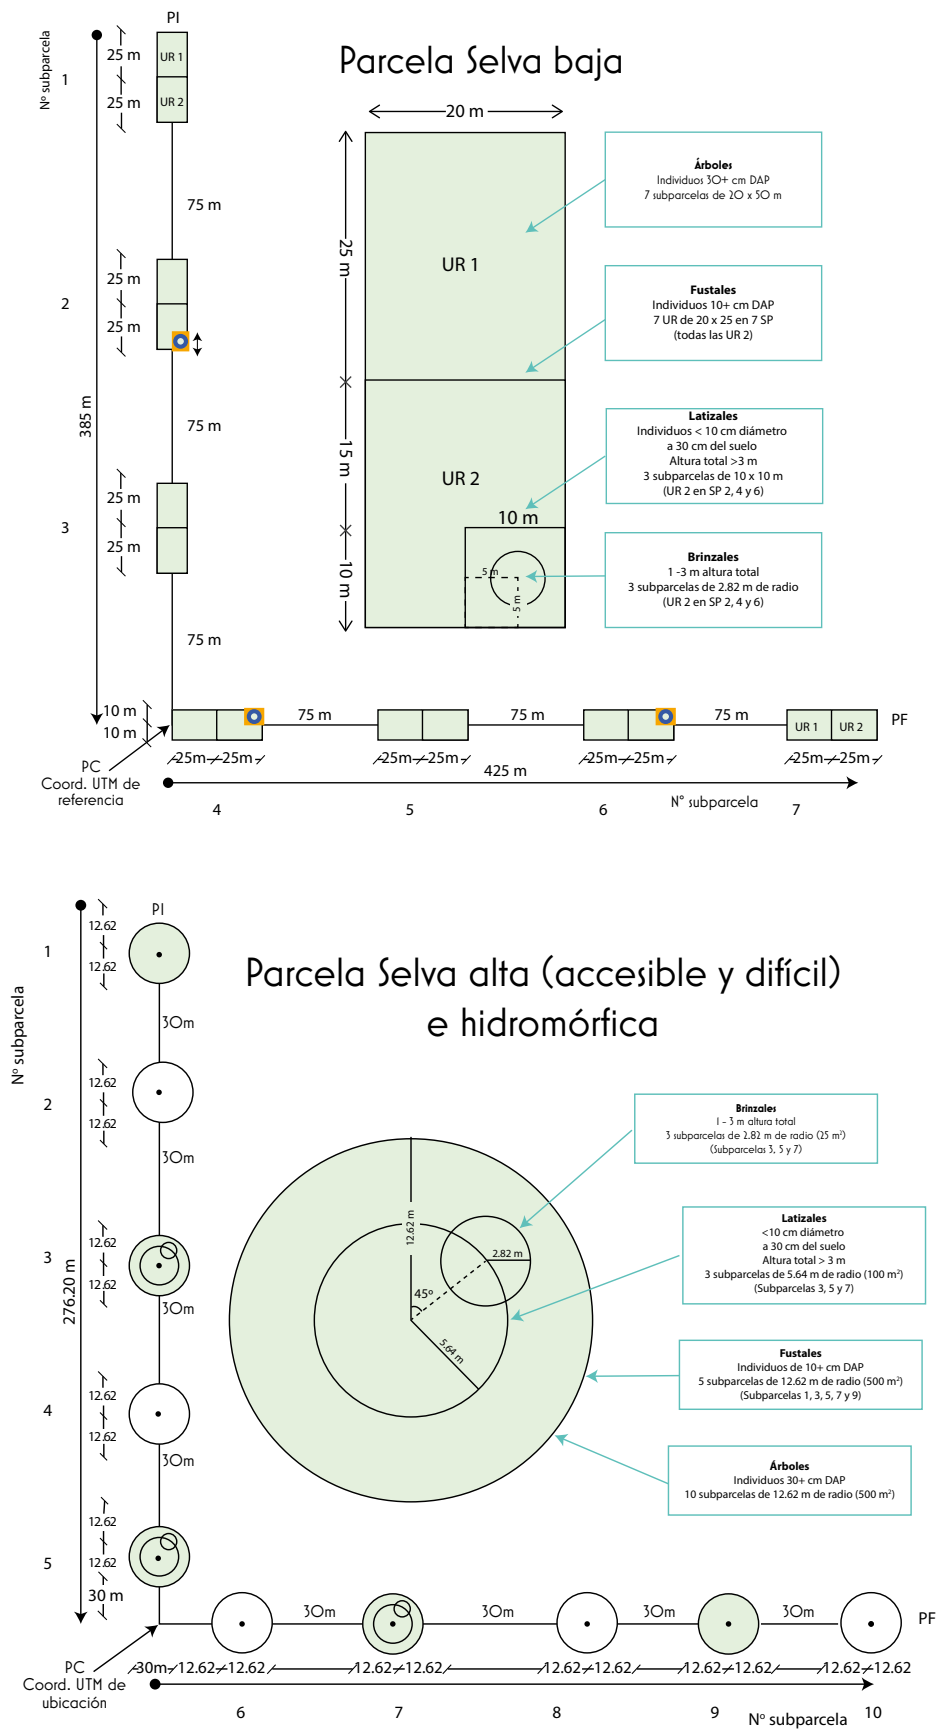 PI
Nº subparcela
1
25 m
25 m
UR 1
UR 2
Parcela Selva baja
20 m
75 m
25 m
UR 1
Árboles
Individuos 30+ cm DAP
7 subparcelas de 20 x 50 m
2
25 m
25 m
Fustales
Individuos 10+ cm DAP
7 UR de 20 x 25 en 7 SP
(todas las UR 2)
385 m
75 m
15 m
UR 2
Latizales
Individuos < 10 cm diámetro
a 30 cm del suelo
Altura total >3 m
3 subparcelas de 10 x 10 m
(UR 2 en SP 2, 4 y 6)
3
25 m
25 m
10 m
10 m
5 m
5 m
Brinzales
1 -3 m altura total
3 subparcelas de 2.82 m de radio
(UR 2 en SP 2, 4 y 6)
75 m
10 m
10 m
75 m
75 m
75 m
UR 1
UR 2
PF
25m
25m
25m
25m
25m
25m
25m
25m
PC
Coord. UTM de
referencia
425 m
4
5
6
N° subparcela
7
PI
12.62
12.62
1
Parcela Selva alta (accesible y difícil)
e hidromórfica
Nº subparcela
30m
12.62
12.62
2
30m
Brinzales
1 - 3 m altura total
3 subparcelas de 2.82 m de radio (25 m²)
(Subparcelas 3, 5 y 7)
12.62 m
2.82 m
45º
5.64 m
Latizales
<10 cm diámetro
a 30 cm del suelo
Altura total > 3 m
3 subparcelas de 5.64 m de radio (100 m²)
(Subparcelas 3, 5 y 7)
3
12.62
12.62
276.20 m
30m
Fustales
Individuos de 10+ cm DAP
5 subparcelas de 12.62 m de radio (500 m²)
(Subparcelas 1, 3, 5, 7 y 9)
4
12.62
12.62
30m
Árboles
Individuos 30+ cm DAP
10 subparcelas de 12.62 m de radio (500 m²)
5
12.62
12.62
30 m
30m
30m
30m
30m
PF
PC
Coord. UTM de
ubicación
30m
12.62
12.62
12.62
12.62
12.62
12.62
12.62
12.62
12.62
12.62
6
7
8
9
10
Nº subparcela